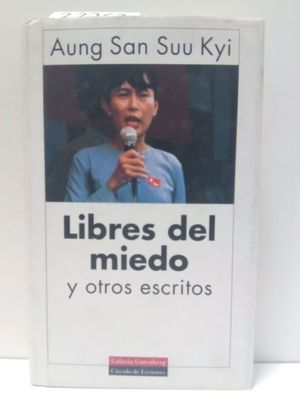 Aung San Suu Kyi
Libres del
miedo
y otros escritos
Galaxia Gutenberg
Círculo de Lectores